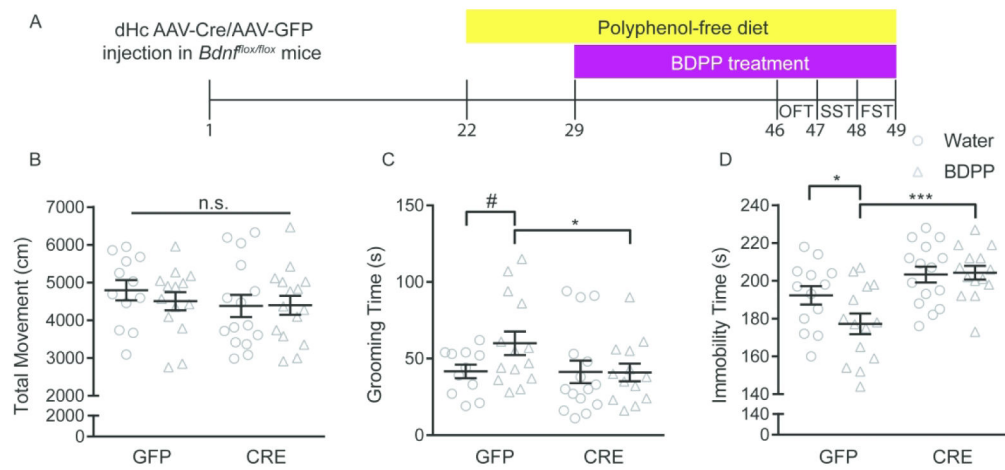 A
dHc AAV-Cre/AAV-GFP
injection in Bdnf^flox/flox mice
Polyphenol-free diet
BDPP treatment
OFT SST FST
1 22 29 46 47 48 49
Water
BDPP
B
n.s.
Total Movement (cm)
7000
6000
5000
4000
3000
2000
2000
0
GFP CRE
C
#
*
Grooming Time (s)
150
100
50
0
GFP CRE
D
*
***
Immobility Time (s)
240
220
200
180
160
140
140
0
GFP CRE